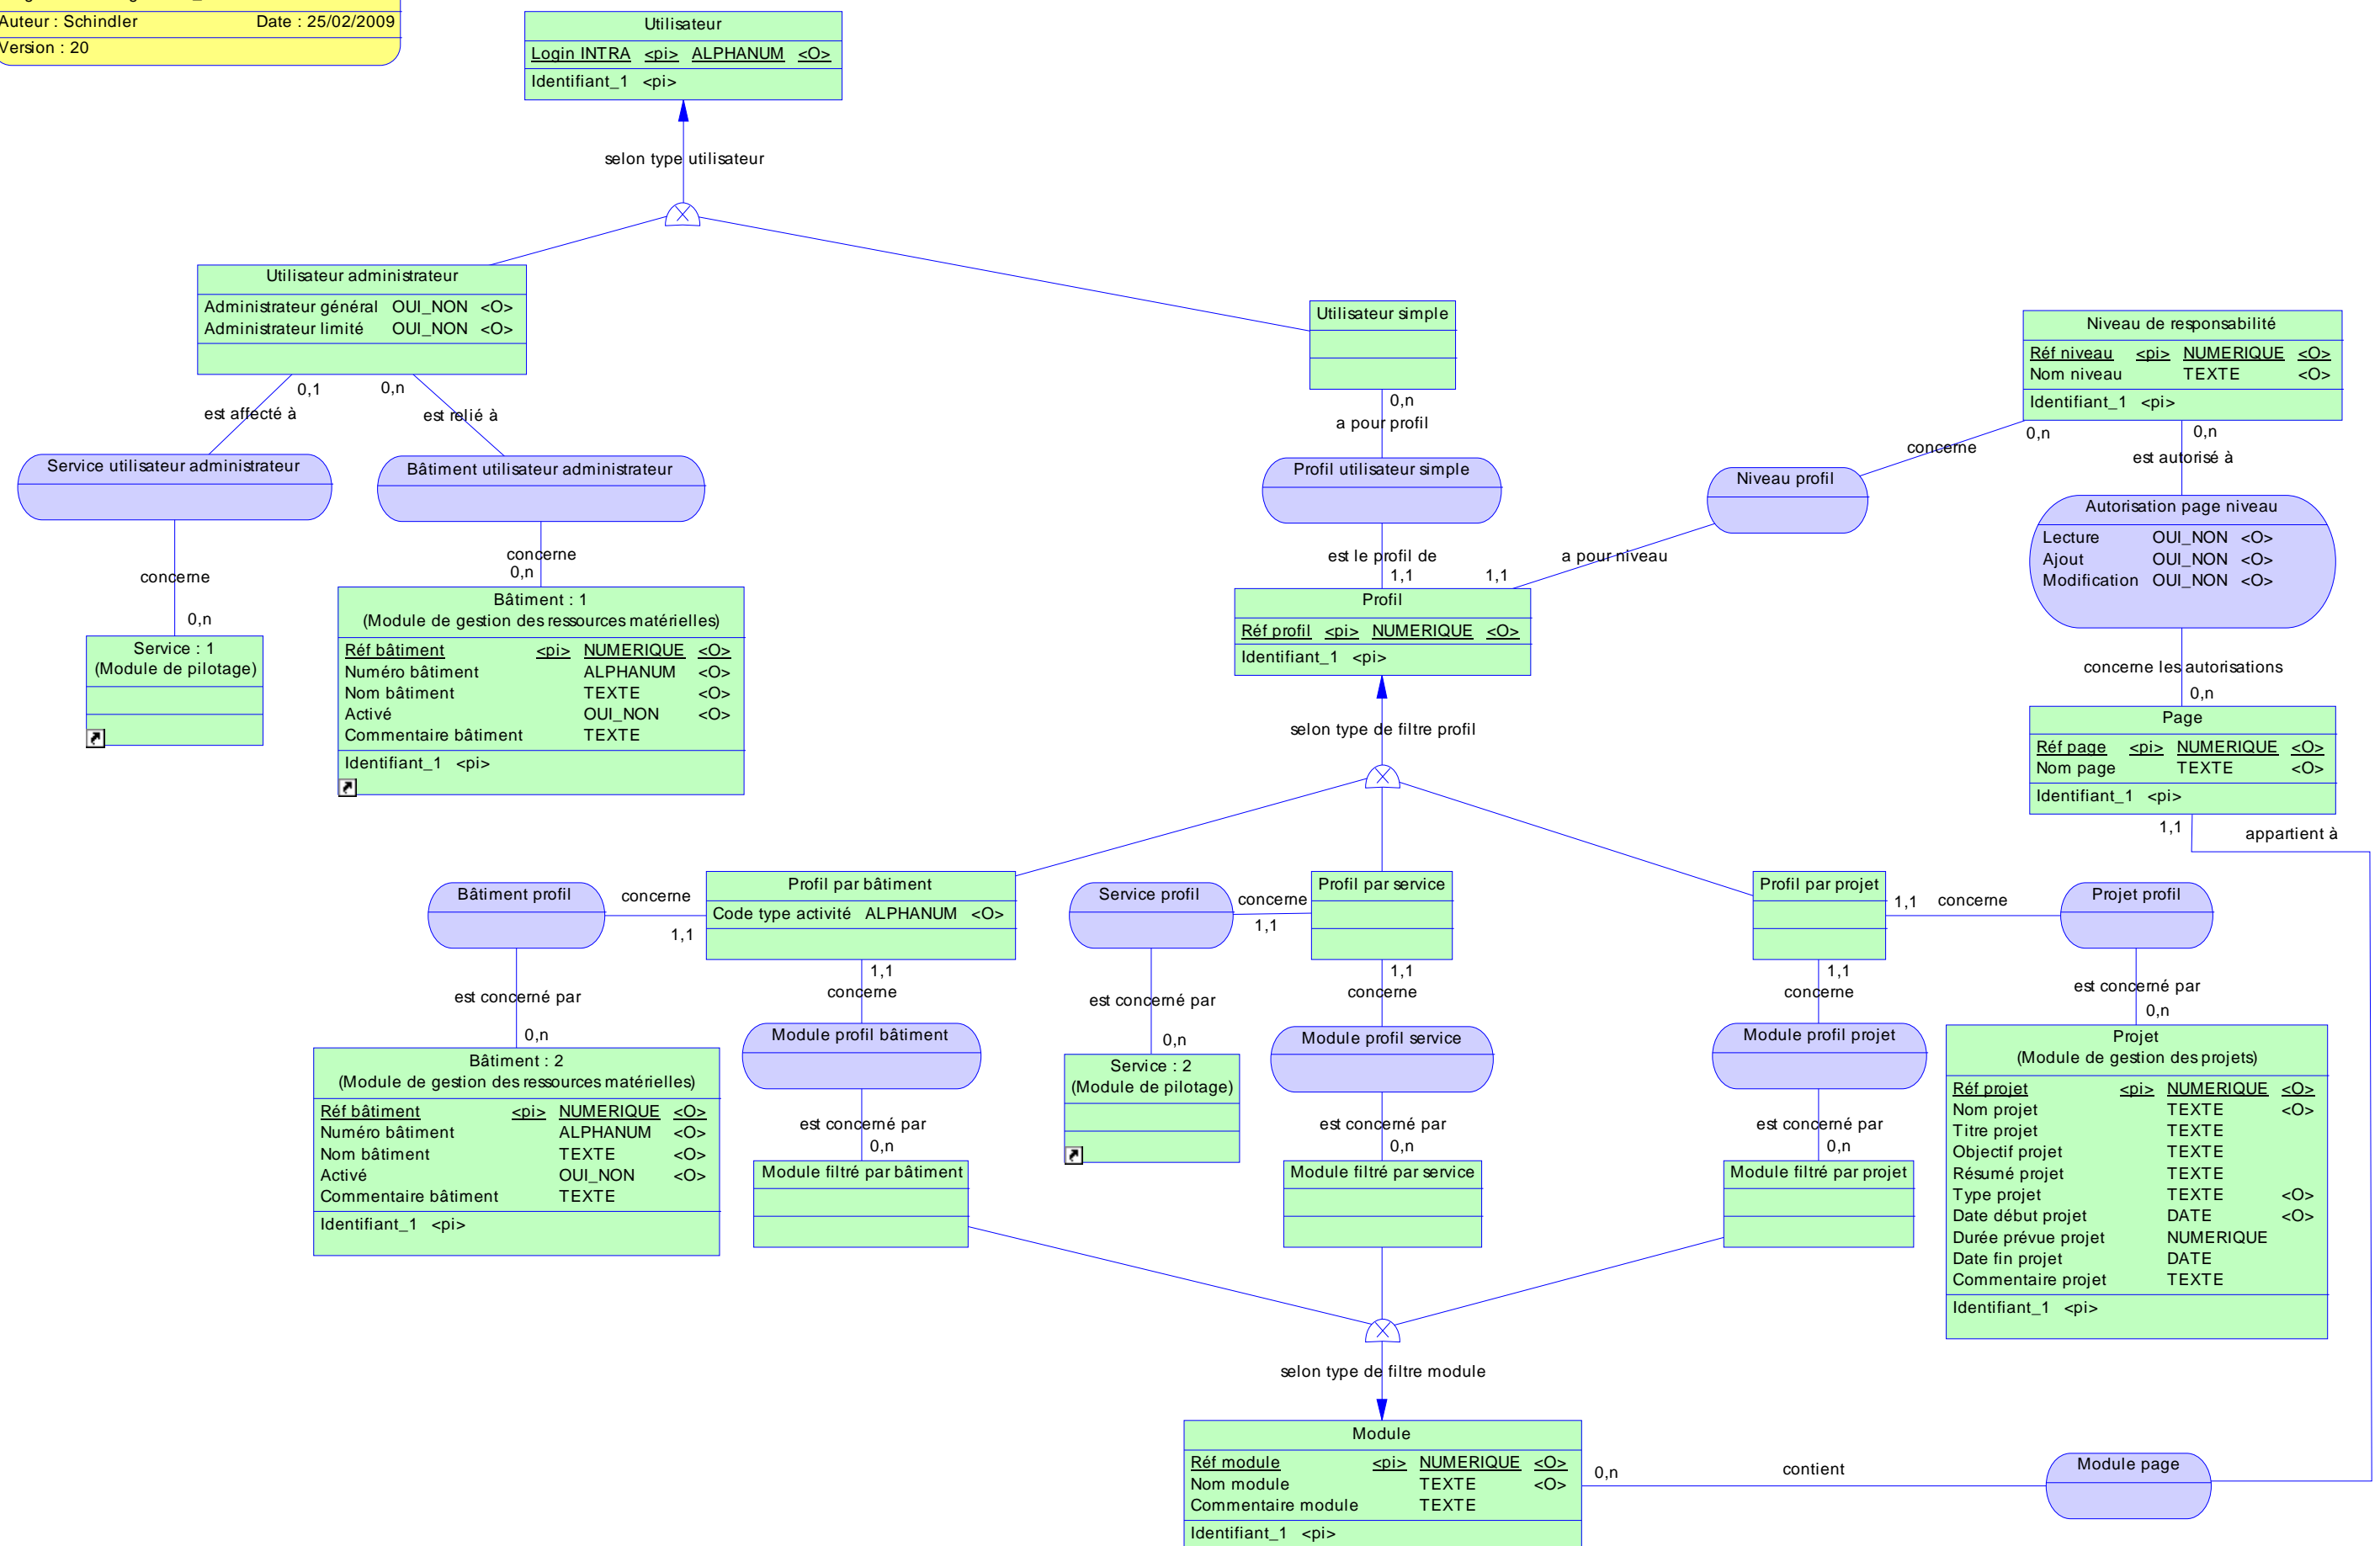 Auteur : Schindler Date : 25/02/2009
Version : 20
Utilisateur
Login INTRA <pi> ALPHANUM <O>
Identifiant_1 <pi>
selon type utilisateur
Utilisateur administrateur
Administrateur général OUI_NON <O>
Administrateur limité OUI_NON <O>
Utilisateur simple
Niveau de responsabilité
Réf niveau <pi> NUMERIQUE <O>
Nom niveau TEXTE <O>
Identifiant_1 <pi>
0,1
0,n
est affecté à
est relié à
0,n
a pour profil
concerne
0,n
0,n
est autorisé à
Service utilisateur administrateur
Bâtiment utilisateur administrateur
Profil utilisateur simple
Niveau profil
Autorisation page niveau
Lecture OUI_NON <O>
Ajout OUI_NON <O>
Modification OUI_NON <O>
concerne
0,n
concerne
0,n
est le profil de
1,1
a pour niveau
1,1
concerne les autorisations
0,n
Service : 1
(Module de pilotage)
Bâtiment : 1
(Module de gestion des ressources matérielles)
Réf bâtiment <pi> NUMERIQUE <O>
Numéro bâtiment ALPHANUM <O>
Nom bâtiment TEXTE <O>
Activé OUI_NON <O>
Commentaire bâtiment TEXTE
Identifiant_1 <pi>
Profil
Réf profil <pi> NUMERIQUE <O>
Identifiant_1 <pi>
selon type de filtre profil
Page
Réf page <pi> NUMERIQUE <O>
Nom page TEXTE <O>
Identifiant_1 <pi>
1,1
appartient à
Bâtiment profil
concerne
1,1
Profil par bâtiment
Code type activité ALPHANUM <O>
Service profil
concerne
1,1
Profil par service
Profil par projet
1,1
concerne
Projet profil
est concerné par
0,n
1,1
concerne
est concerné par
0,n
1,1
concerne
1,1
concerne
est concerné par
0,n
Bâtiment : 2
(Module de gestion des ressources matérielles)
Réf bâtiment <pi> NUMERIQUE <O>
Numéro bâtiment ALPHANUM <O>
Nom bâtiment TEXTE <O>
Activé OUI_NON <O>
Commentaire bâtiment TEXTE
Identifiant_1 <pi>
Module profil bâtiment
est concerné par
0,n
Module filtré par bâtiment
Service : 2
(Module de pilotage)
Module profil service
est concerné par
0,n
Module filtré par service
Module profil projet
est concerné par
0,n
Module filtré par projet
Projet
(Module de gestion des projets)
Réf projet <pi> NUMERIQUE <O>
Nom projet TEXTE <O>
Titre projet TEXTE
Objectif projet TEXTE
Résumé projet TEXTE
Type projet TEXTE <O>
Date début projet DATE <O>
Durée prévue projet NUMERIQUE
Date fin projet DATE
Commentaire projet TEXTE
Identifiant_1 <pi>
selon type de filtre module
Module
Réf module <pi> NUMERIQUE <O>
Nom module TEXTE <O>
Commentaire module TEXTE
Identifiant_1 <pi>
0,n
contient
Module page